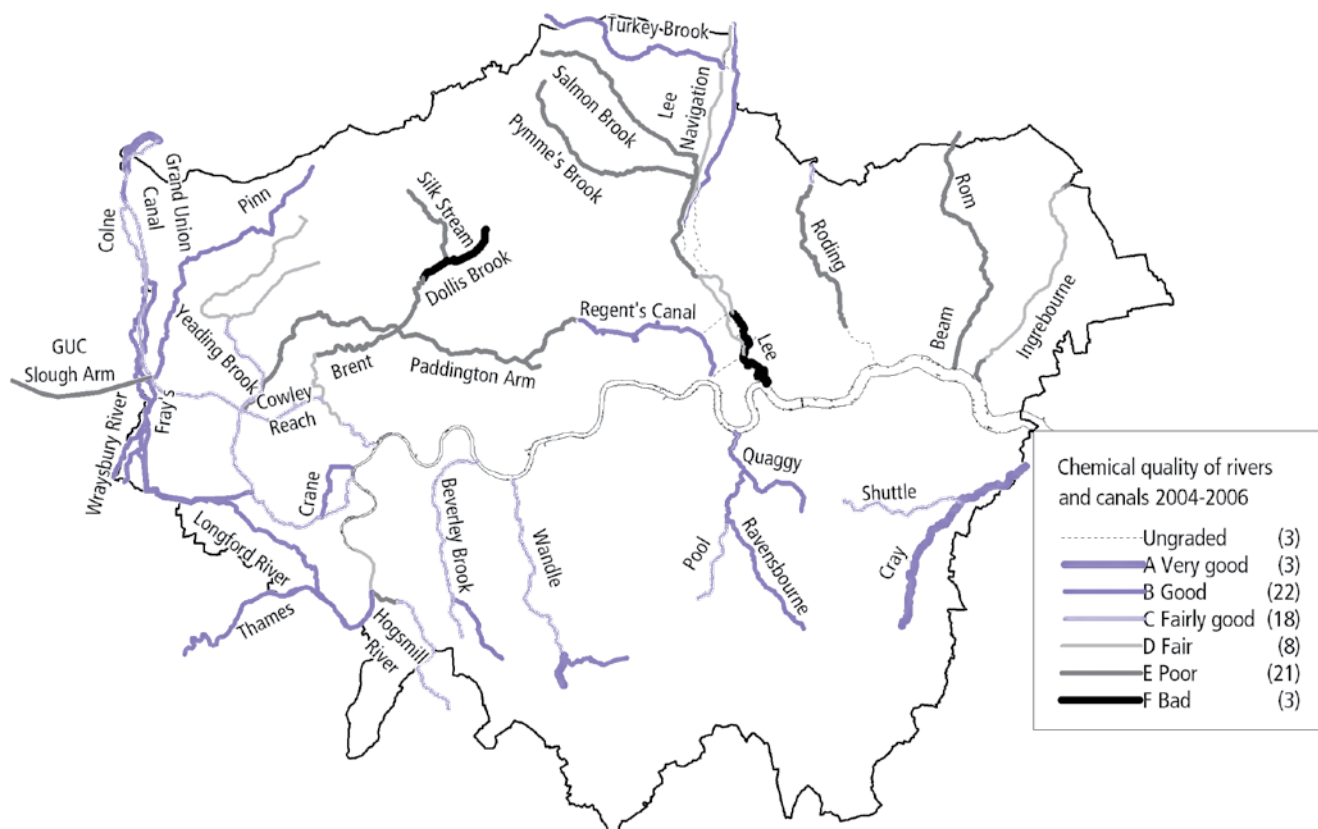 Turkey Brook
Salmon Brook
Lee
Navigation
Pymme's Brook
Grand Union
Canal
Colne
Pinn
Silk Stream
Dollis Brook
Roding
Rom
Beam
Ingrebourne
Regent's Canal
Lee
Yeading Brook
Brent
Paddington Arm
GUC
Slough Arm
Cowley
Reach
Fray's
Wraysbury River
Crane
Beverley Brook
Wandle
Quaggy
Pool
Ravensbourne
Shuttle
Cray
Longford River
Thames
Hogsmill
River
Chemical quality of rivers
and canals 2004-2006
Ungraded (3)
A Very good (3)
B Good (22)
C Fairly good (18)
D Fair (8)
E Poor (21)
F Bad (3)